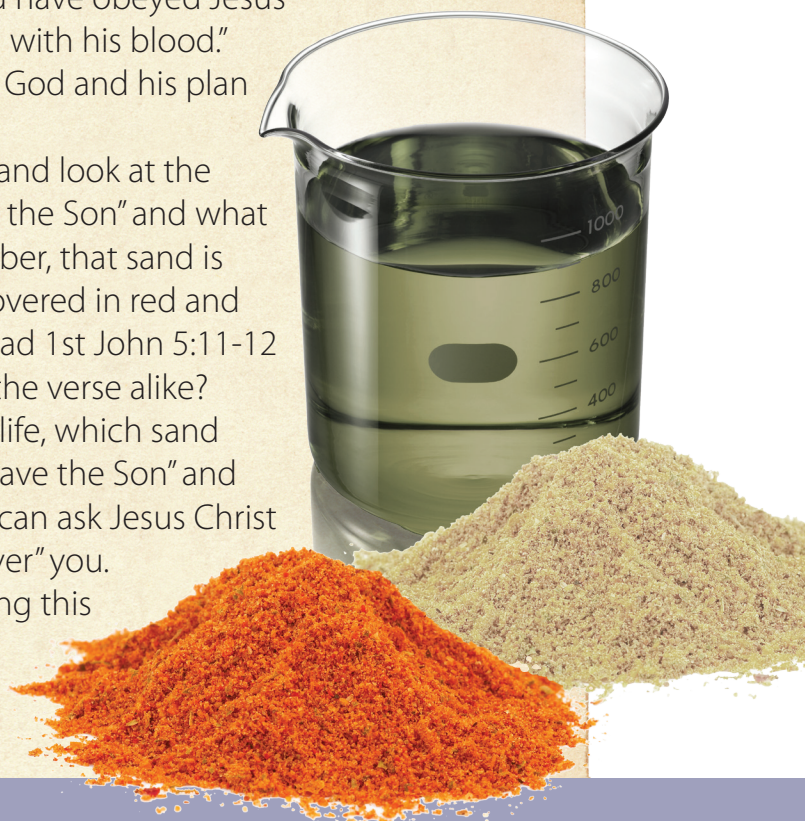 have obeyed Jesus
with his blood.”
God and his plan
and look at the
the Son” and what
ber, that sand is
overed in red and
ad 1st John 5:11-12
the verse alike?
life, which sand
ave the Son” and
can ask Jesus Christ
ver” you.
ng this
1000
800
600
400